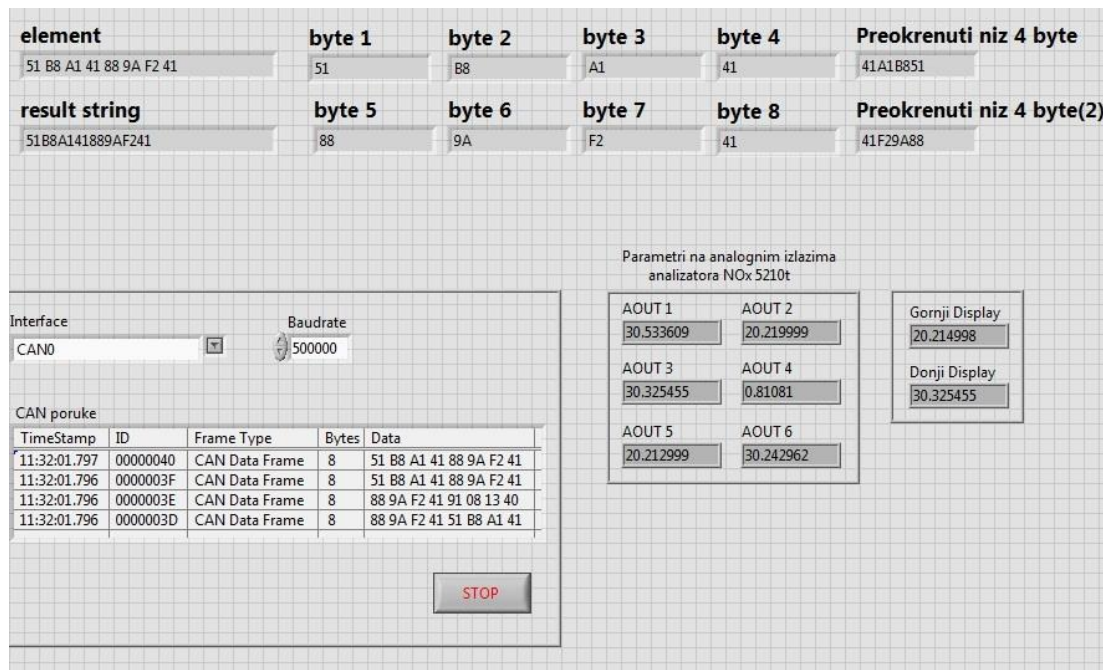 element byte 1 byte 2 byte 3 byte 4 Preokrenuti niz 4 byte
51 B8 A1 41 88 9A F2 41 51 B8 A1 41 41A1B851
result string byte 5 byte 6 byte 7 byte 8 Preokrenuti niz 4 byte(2)
51B8A141889AF241 88 9A F2 41 41F29A88
Parametri na analognim izlazima
analizatora NOx 5210t
AOUT 1 AOUT 2
30.533609 20.219999
AOUT 3 AOUT 4
30.325455 0.81081
AOUT 5 AOUT 6
20.212999 30.242962
Gornji Display
20.214998
Donji Display
30.325455
Interface Baudrate
CAN0 500000
CAN poruke
TimeStamp ID Frame Type Bytes Data
11:32:01.797 00000040 CAN Data Frame 8 51 B8 A1 41 88 9A F2 41
11:32:01.796 0000003F CAN Data Frame 8 51 B8 A1 41 88 9A F2 41
11:32:01.796 0000003E CAN Data Frame 8 88 9A F2 41 91 08 13 40
11:32:01.796 0000003D CAN Data Frame 8 88 9A F2 41 51 B8 A1 41
STOP